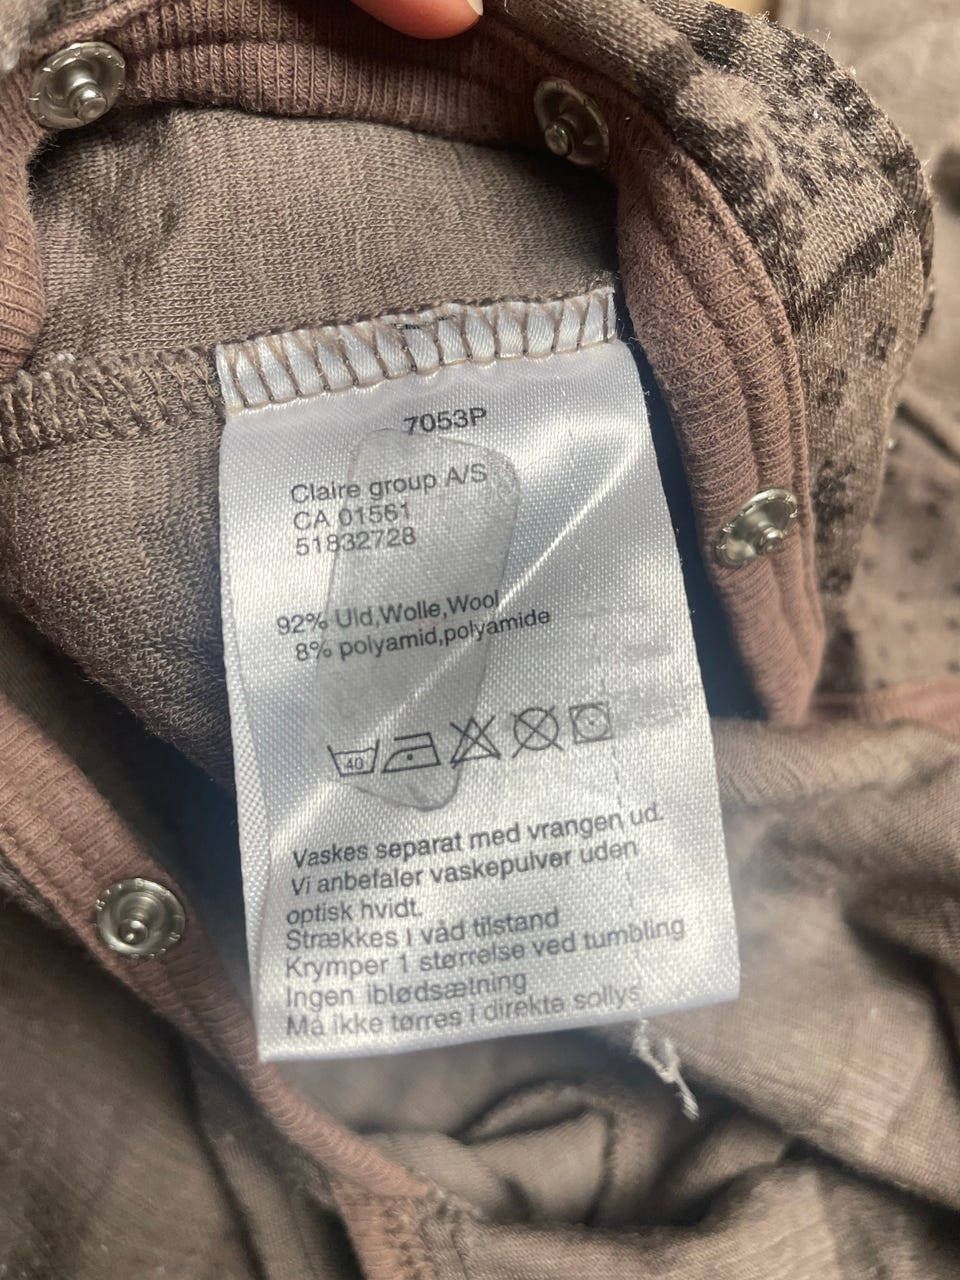 7053P
Claire group A/S
CA 01561
51832728
92% Uld,Wolle,Wool
8% polyamid,polyamide
40
Vaskes separat med vrangen ud.
Vi anbefaler vaskepulver uden
optisk hvidt.
Strækkes i våd tilstand
Krymper 1 størrelse ved tumbling
Ingen iblødsætning
Må ikke tørres i direkte sollys